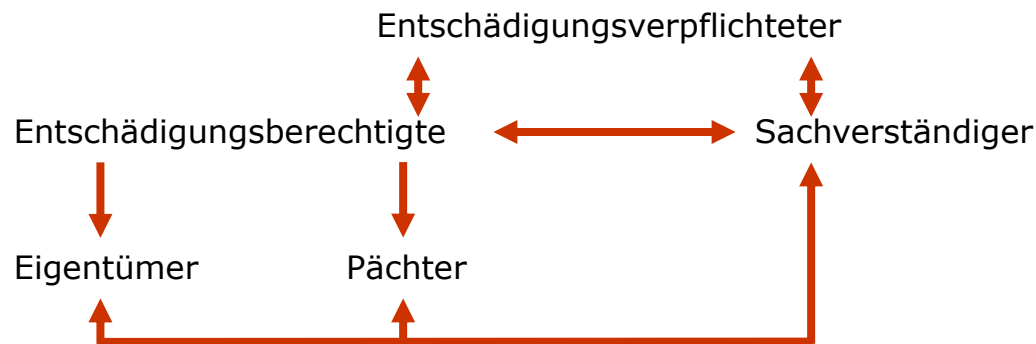 Entschädigungsverpflichteter
Entschädigungsberechtigte Sachverständiger
Eigentümer Pächter